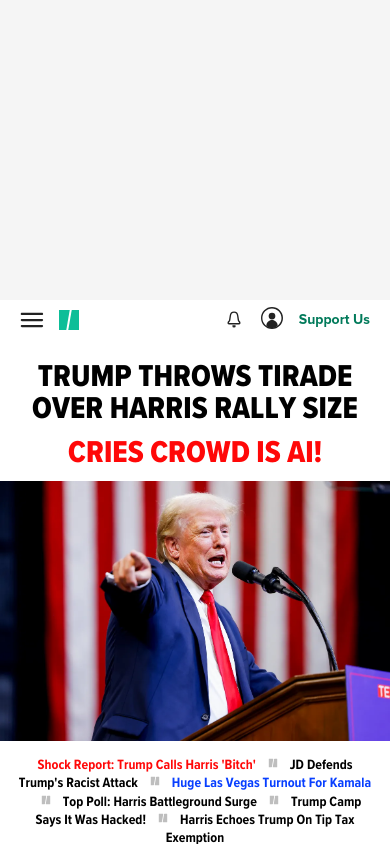 Support Us
TRUMP THROWS TIRADE
OVER HARRIS RALLY SIZE
CRIES CROWD IS AI!
TE
Shock Report: Trump Calls Harris 'Bitch' JD Defends
Trump's Racist Attack Huge Las Vegas Turnout For Kamala
Top Poll: Harris Battleground Surge Trump Camp
Says It Was Hacked! Harris Echoes Trump On Tip Tax
Exemption